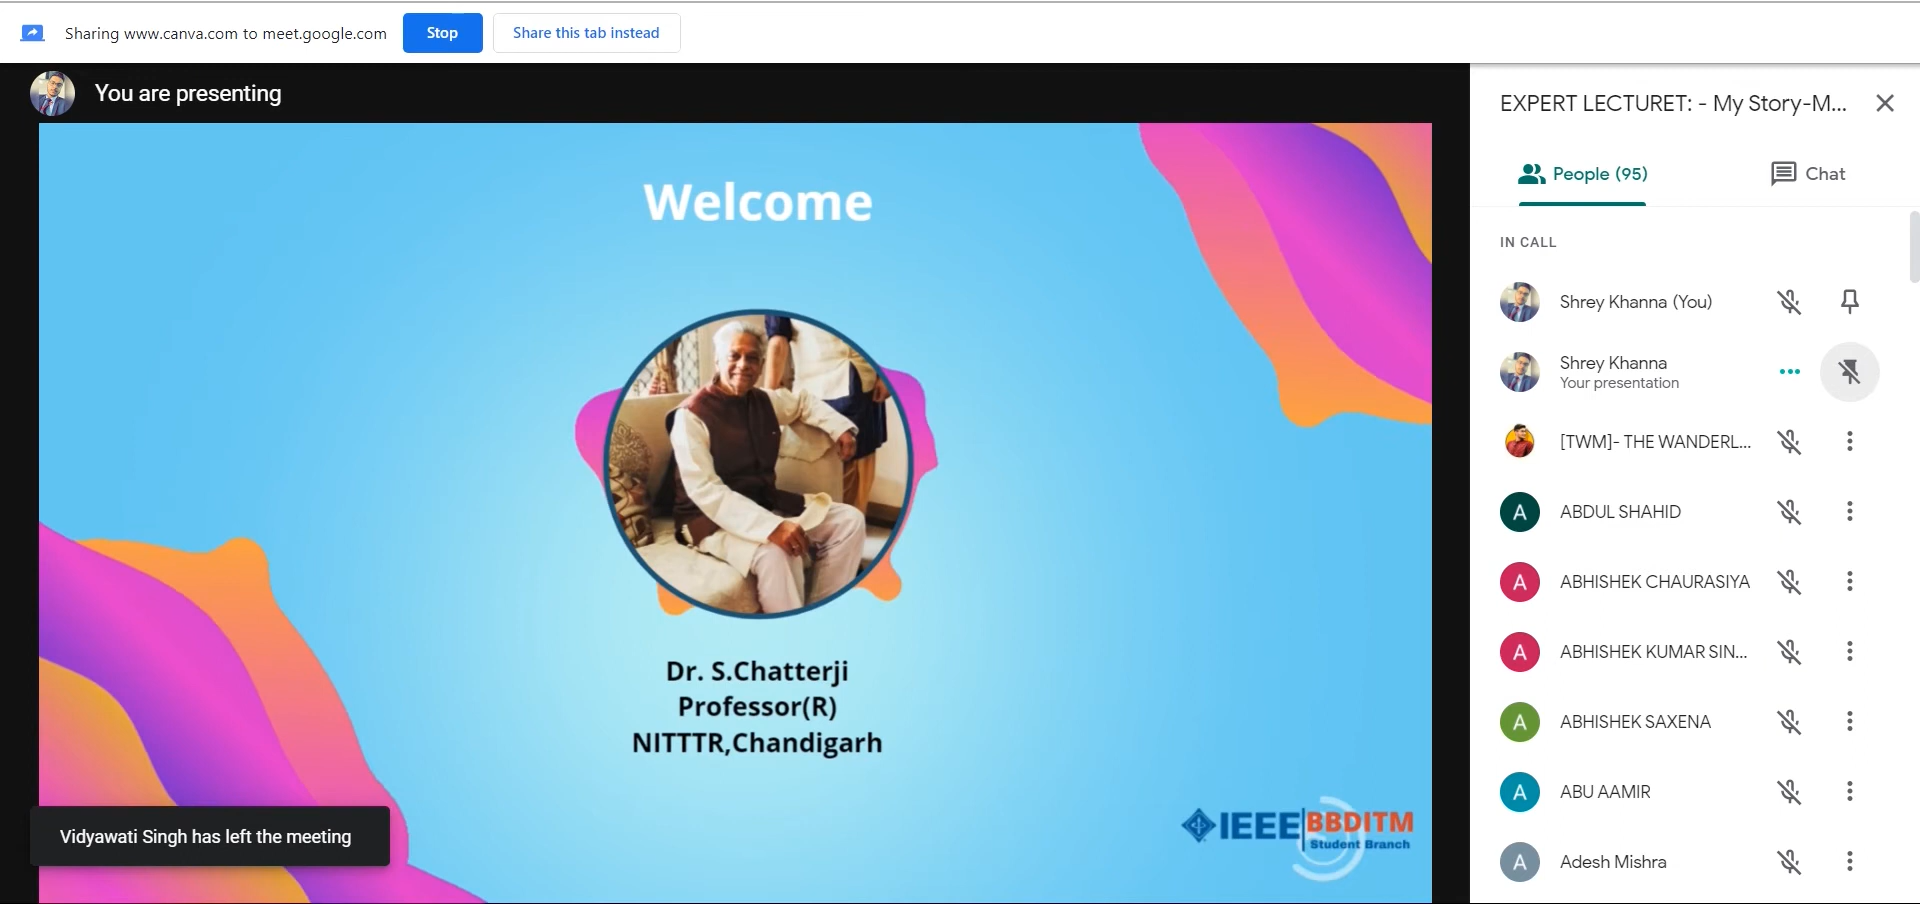 Sharing www.canva.com to meet.google.com
Stop
Share this tab instead
You are presenting
Welcome
Dr. S.Chatterji
Professor(R)
NITTTR,Chandigarh
IEEE BBDITM
Student Branch
Vidyawati Singh has left the meeting
EXPERT LECTURET: - My Story-M...
People (95)
Chat
IN CALL
Shrey Khanna (You)
Shrey Khanna
Your presentation
[TWM]- THE WANDERL...
A ABDUL SHAHID
A ABHISHEK CHAURASIYA
A ABHISHEK KUMAR SIN...
A ABHISHEK SAXENA
A ABU AAMIR
A Adesh Mishra